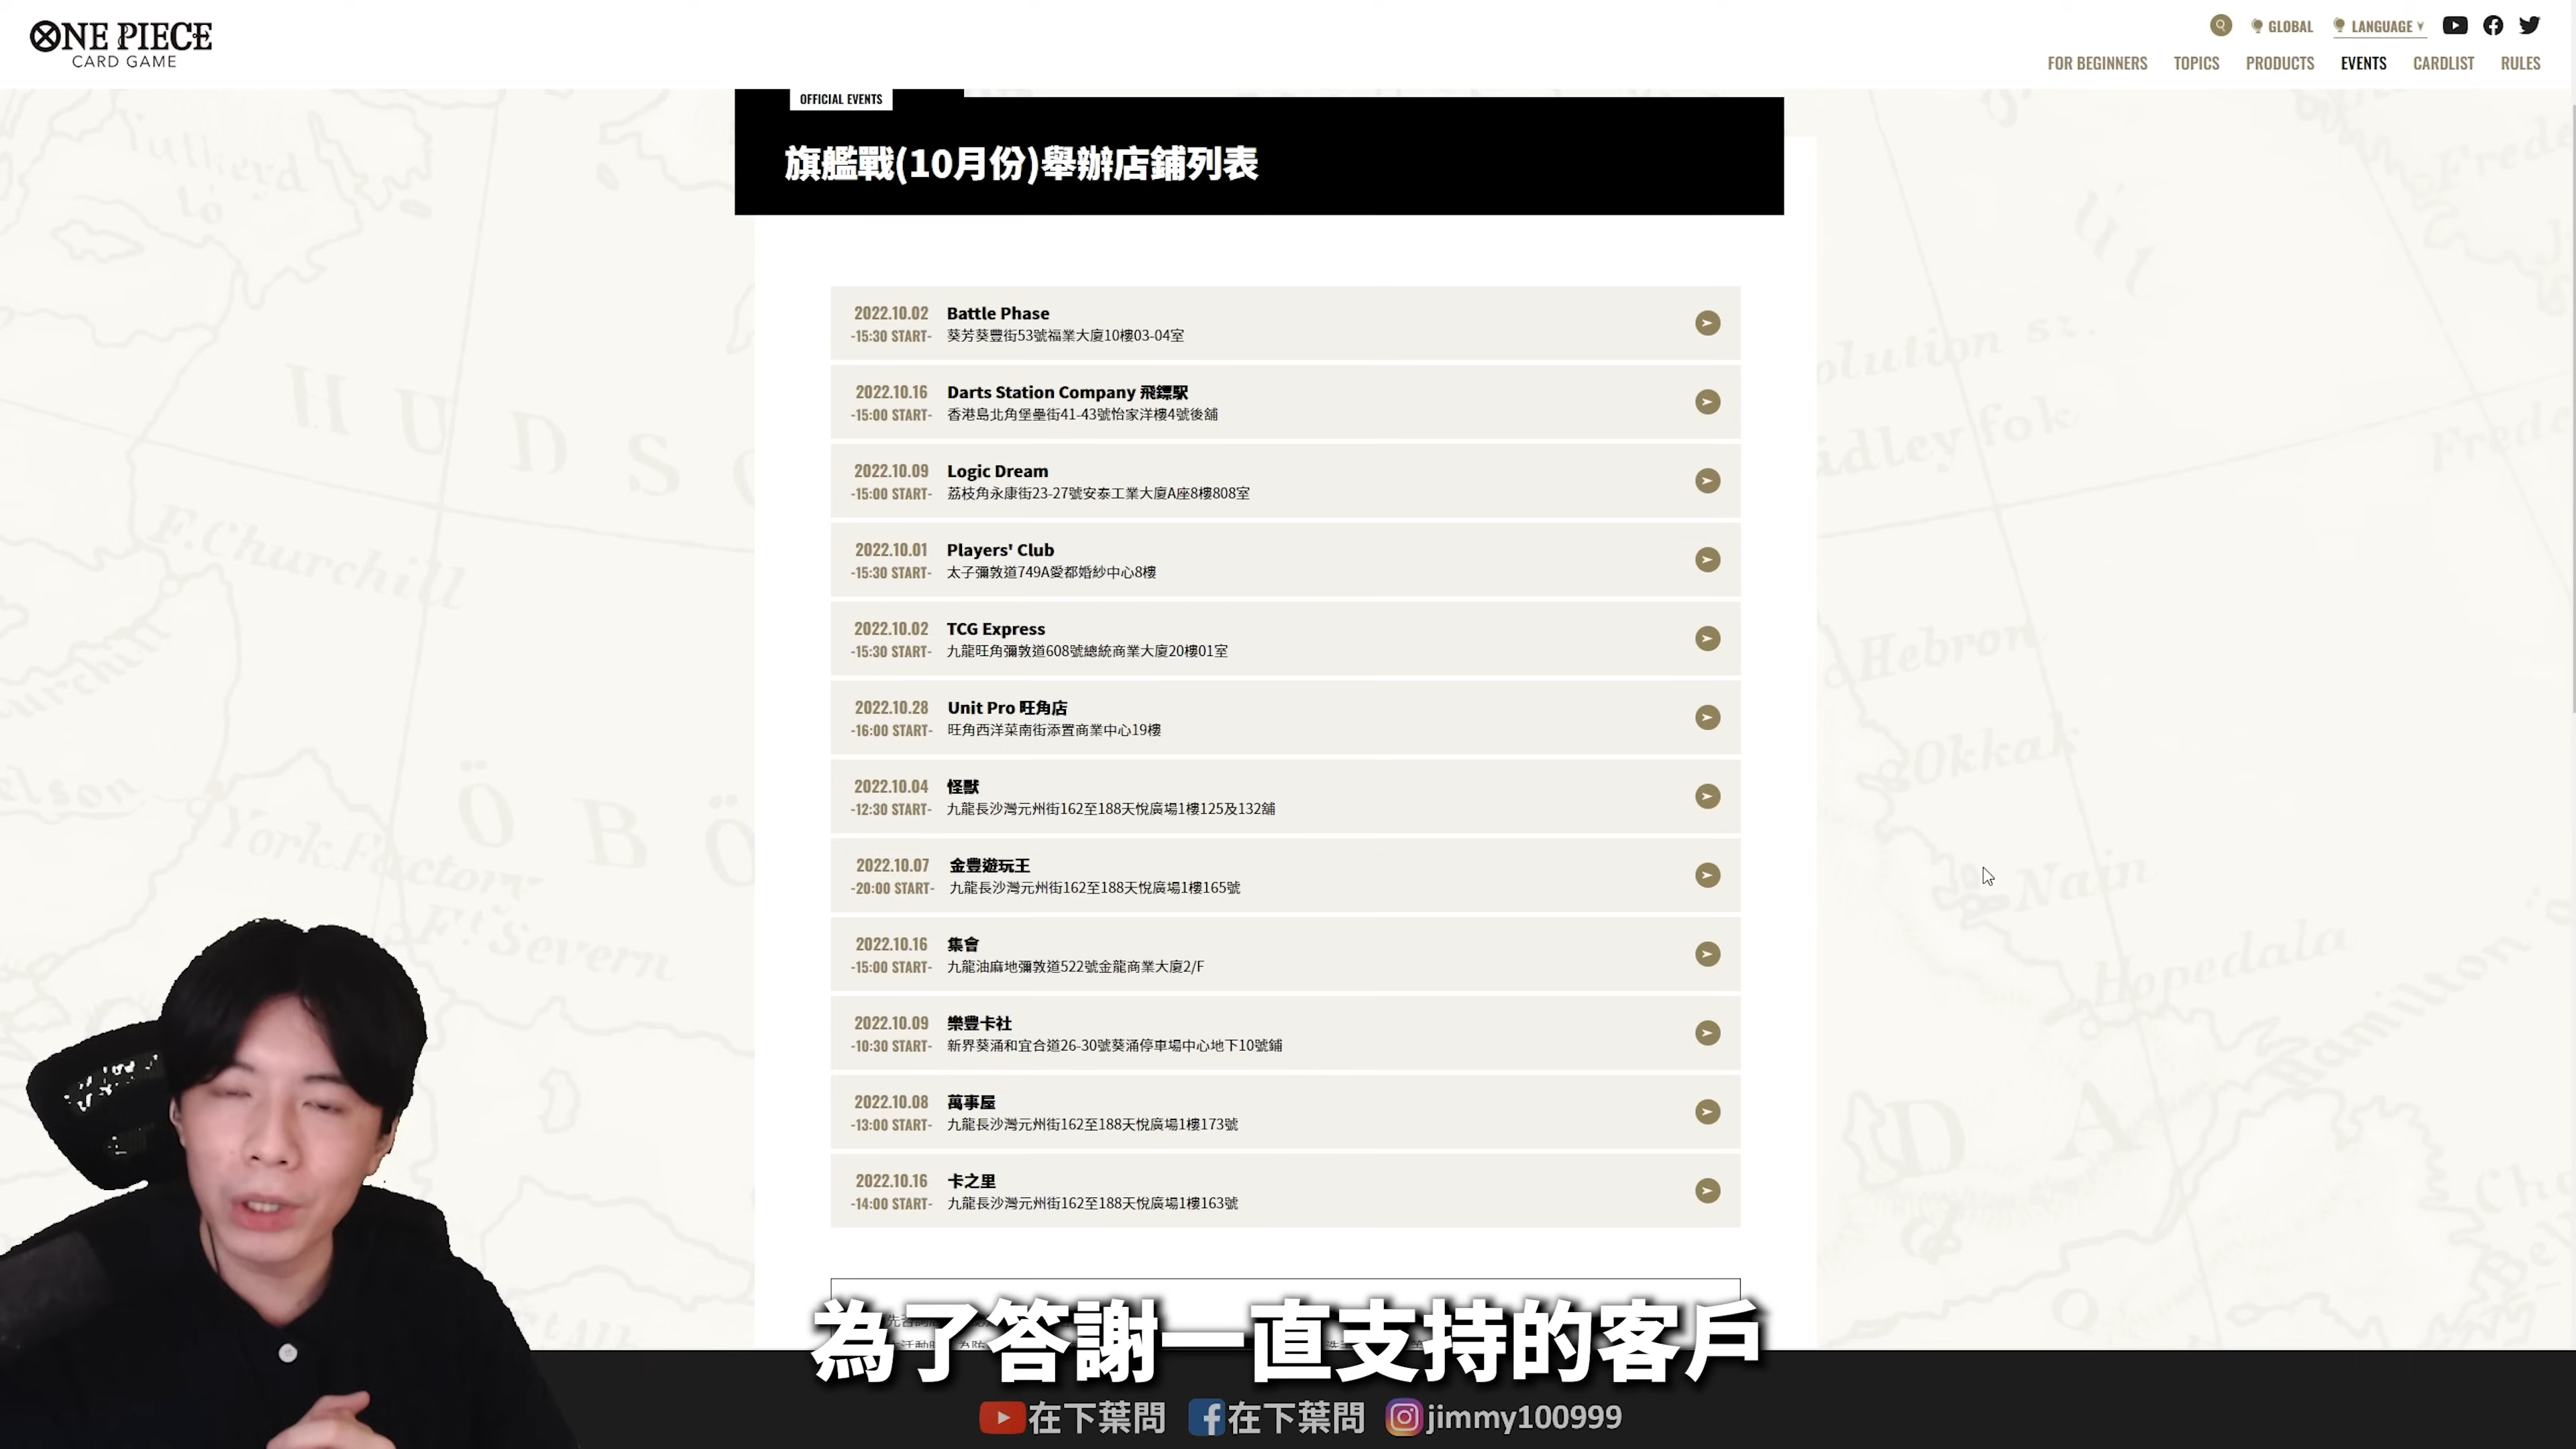 ONE PIECE
CARD GAME
GLOBAL
LANGUAGE
FOR BEGINNERS
TOPICS
PRODUCTS
EVENTS
CARDLIST
RULES
OFFICIAL EVENTS
旗艦戰(10月份)舉辦店鋪列表
2022.10.02 Battle Phase
-15:30 START- 葵芳葵豐街53號福業大廈10樓03-04室
2022.10.16 Darts Station Company 飛鏢駅
-15:00 START- 香港島北角堡壘街41-43號怡家洋樓4號後舖
2022.10.09 Logic Dream
-15:00 START- 荔枝角永康街23-27號安泰工業大廈A座8樓808室
2022.10.01 Players' Club
-15:30 START- 太子彌敦道749A愛都婚紗中心8樓
2022.10.02 TCG Express
-15:30 START- 九龍旺角彌敦道608號總統商業大廈20樓01室
2022.10.28 Unit Pro 旺角店
-16:00 START- 旺角西洋菜南街添置商業中心19樓
2022.10.04 怪獸
-12:30 START- 九龍長沙灣元州街162至188天悅廣場1樓125及132舖
2022.10.07 金豐遊玩王
-20:00 START- 九龍長沙灣元州街162至188天悅廣場1樓165號
2022.10.16 集會
-15:00 START- 九龍油麻地彌敦道522號金龍商業大廈2/F
2022.10.09 樂豐卡社
-10:30 START- 新界葵涌和宜合道26-30號葵涌停車場中心地下10號鋪
2022.10.08 萬事屋
-13:00 START- 九龍長沙灣元州街162至188天悅廣場1樓173號
2022.10.16 卡之里
-14:00 START- 九龍長沙灣元州街162至188天悅廣場1樓163號
為了答謝一直支持的客戶
在下葉問 在下葉問 jimmy100999
HUDS
F.Churchill
York Factory
Ft Severn
Hebron
Okkak
Nain
Hopedala